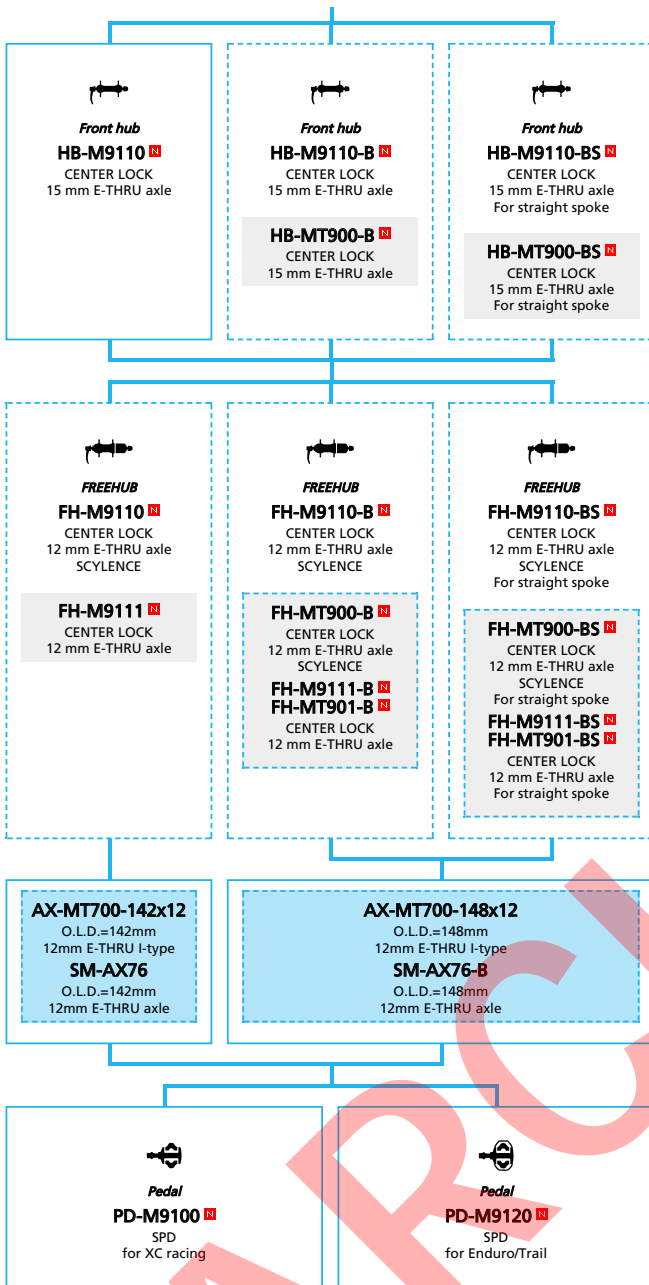 Front hub
HB-M9110 N
CENTER LOCK
15 mm E-THRU axle
Front hub
HB-M9110-B N
CENTER LOCK
15 mm E-THRU axle
HB-MT900-B N
CENTER LOCK
15 mm E-THRU axle
Front hub
HB-M9110-BS N
CENTER LOCK
15 mm E-THRU axle
For straight spoke
HB-MT900-BS N
CENTER LOCK
15 mm E-THRU axle
For straight spoke
FREEHUB
FH-M9110 N
CENTER LOCK
12 mm E-THRU axle
SCYLENCE
FH-M9111 N
CENTER LOCK
12 mm E-THRU axle
FREEHUB
FH-M9110-B N
CENTER LOCK
12 mm E-THRU axle
SCYLENCE
FH-MT900-B N
CENTER LOCK
12 mm E-THRU axle
SCYLENCE
FH-M9111-B N
FH-MT901-B N
CENTER LOCK
12 mm E-THRU axle
FREEHUB
FH-M9110-BS N
CENTER LOCK
12 mm E-THRU axle
SCYLENCE
For straight spoke
FH-MT900-BS N
CENTER LOCK
12 mm E-THRU axle
SCYLENCE
For straight spoke
FH-M9111-BS N
FH-MT901-BS N
CENTER LOCK
12 mm E-THRU axle
For straight spoke
AX-MT700-142x12
O.L.D.=142mm
12mm E-THRU I-type
SM-AX76
O.L.D.=142mm
12mm E-THRU axle
AX-MT700-148x12
O.L.D.=148mm
12mm E-THRU I-type
SM-AX76-B
O.L.D.=148mm
12mm E-THRU axle
Pedal
PD-M9100 N
SPD
for XC racing
Pedal
PD-M9120 N
SPD
for Enduro/Trail